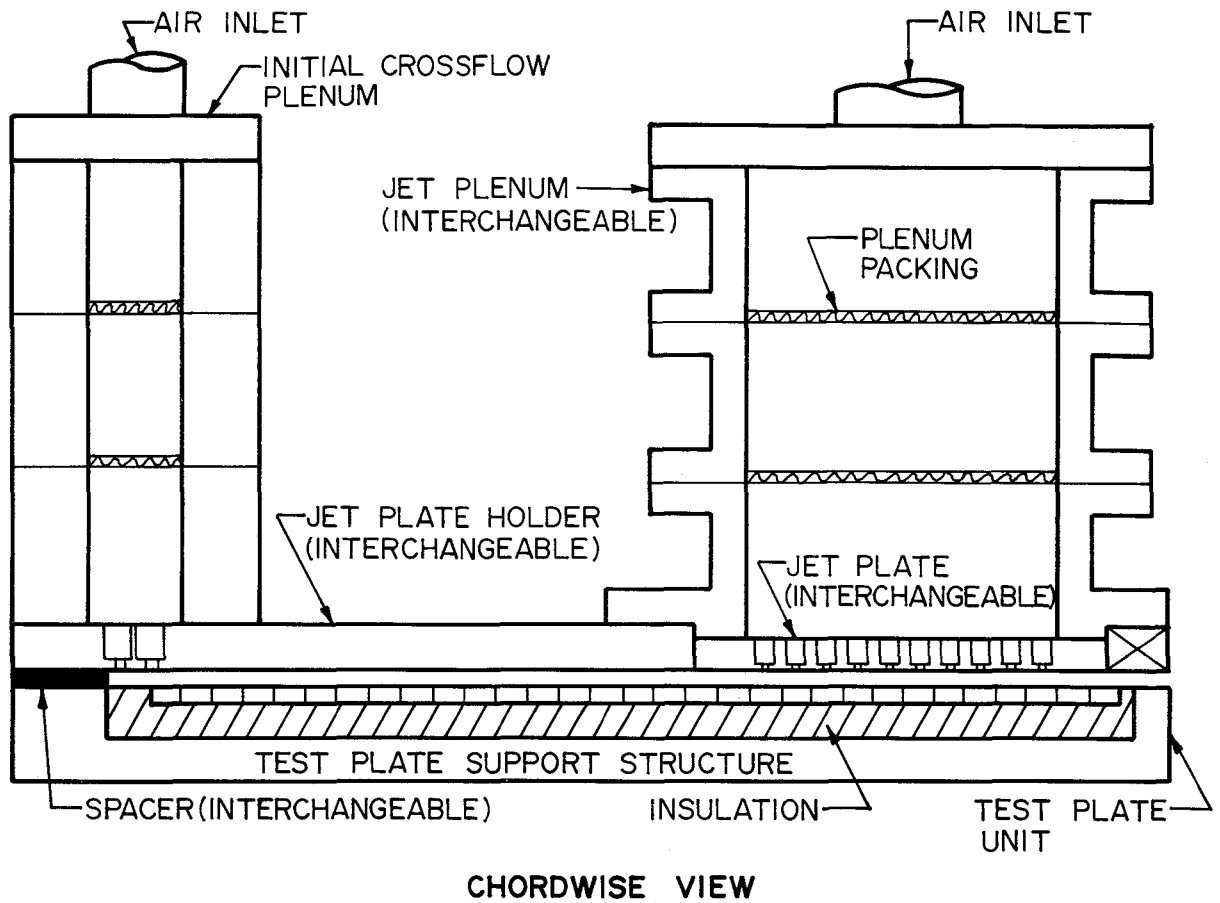 AIR INLET
INITIAL CROSSFLOW
PLENUM
AIR INLET
JET PLENUM
(INTERCHANGEABLE)
PLENUM
PACKING
JET PLATE HOLDER
(INTERCHANGEABLE)
JET PLATE
(INTERCHANGEABLE)
TEST PLATE SUPPORT STRUCTURE
SPACER(INTERCHANGEABLE)
INSULATION
TEST PLATE
UNIT
CHORDWISE VIEW